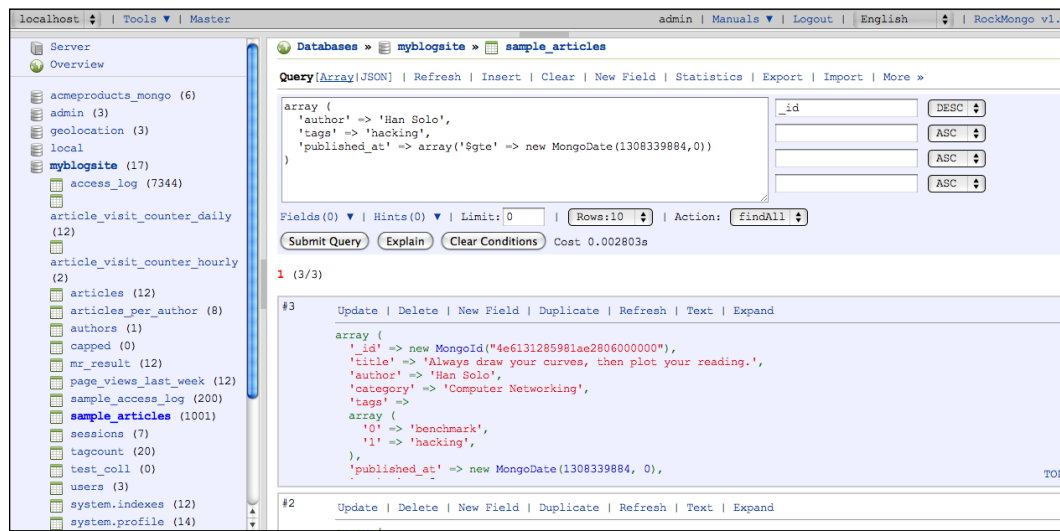 localhost | Tools ▼ | Master
admin | Manuals ▼ | Logout | English | RockMongo v1.
Server
Overview
acmeproducts_mongo (6)
admin (3)
geolocation (3)
local
myblogsite (17)
access_log (7344)
article_visit_counter_daily
(12)
article_visit_counter_hourly
(2)
articles (12)
articles_per_author (8)
authors (1)
capped (0)
mr_result (12)
page_views_last_week (12)
sample_access_log (200)
sample_articles (1001)
sessions (7)
tagcount (20)
test_coll (0)
users (3)
system.indexes (12)
system.profile (14)
Databases » myblogsite » sample_articles
Query[Array|JSON] | Refresh | Insert | Clear | New Field | Statistics | Export | Import | More »
array (
'author' => 'Han Solo',
'tags' => 'hacking',
'published_at' => array('$gte' => new MongoDate(1308339884,0))
)
_id DESC
ASC
ASC
ASC
Fields(0) ▼ | Hints(0) ▼ | Limit: 0 | Rows:10 | Action: findAll
Submit Query Explain Clear Conditions Cost 0.002803s
1 (3/3)
#3 Update | Delete | New Field | Duplicate | Refresh | Text | Expand
array (
'_id' => new MongoId("4e6131285981ae2806000000"),
'title' => 'Always draw your curves, then plot your reading.',
'author' => 'Han Solo',
'category' => 'Computer Networking',
'tags' =>
array (
'0' => 'benchmark',
'1' => 'hacking',
),
'published_at' => new MongoDate(1308339884, 0),
#2 Update | Delete | New Field | Duplicate | Refresh | Text | Expand